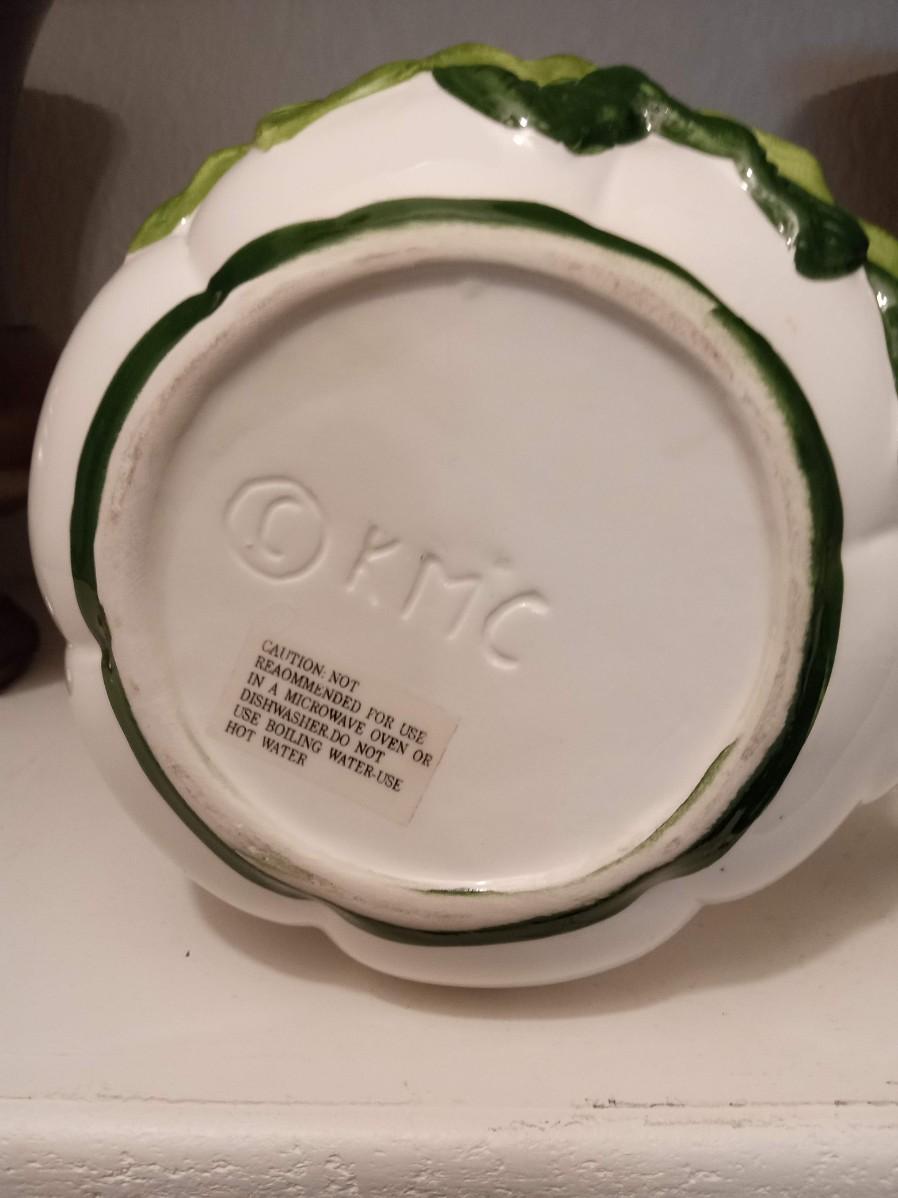 © KMC
CAUTION: NOT
REAOMMENDED FOR USE
IN A MICROWAVE OVEN OR
DISHWASHER.DO NOT
USE BOILING WATER-USE
HOT WATER